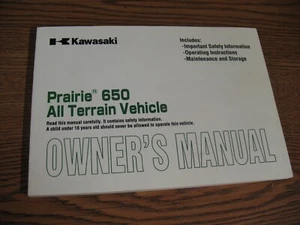 Kawasaki
Includes:
-Important Safety Information
-Operating Instructions
-Maintenance and Storage
Prairie® 650
All Terrain Vehicle
Read this manual carefully. It contains safety information.
A child under 16 years old should never be allowed to operate this vehicle.
OWNER'S MANUAL